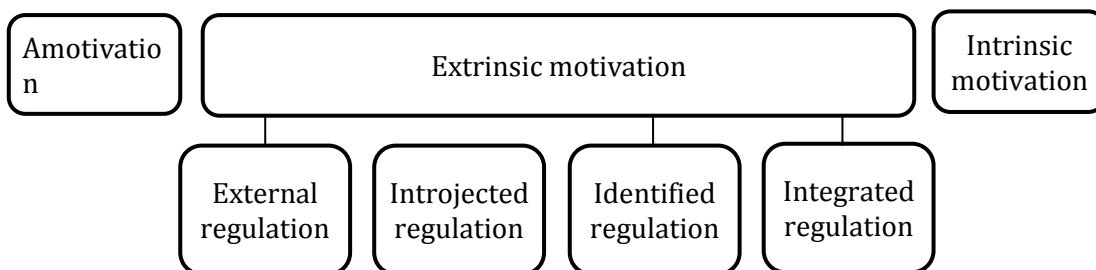 Amotivatio
n
Extrinsic motivation
Intrinsic
motivation
External
regulation
Introjected
regulation
Identified
regulation
Integrated
regulation